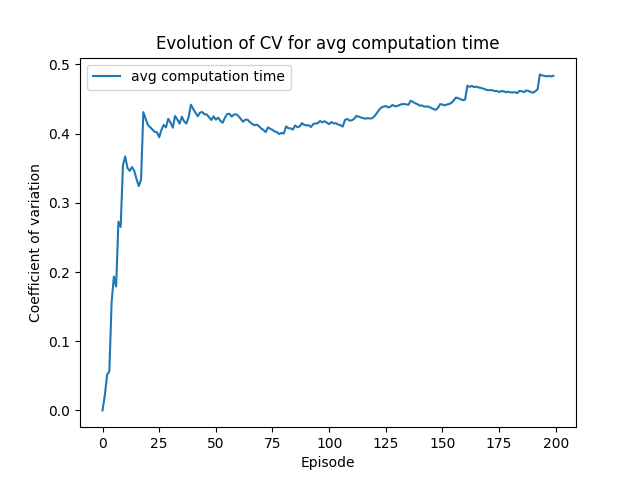 Evolution of CV for avg computation time
avg computation time
Coefficient of variation
0.5
0.4
0.3
0.2
0.1
0.0
0 25 50 75 100 125 150 175 200
Episode